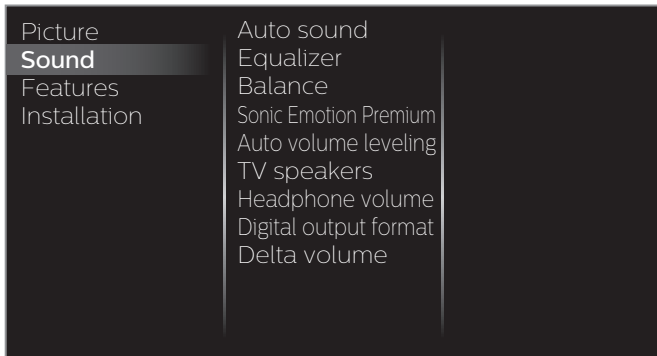 Picture
Sound
Features
Installation
Auto sound
Equalizer
Balance
Sonic Emotion Premium
Auto volume leveling
TV speakers
Headphone volume
Digital output format
Delta volume